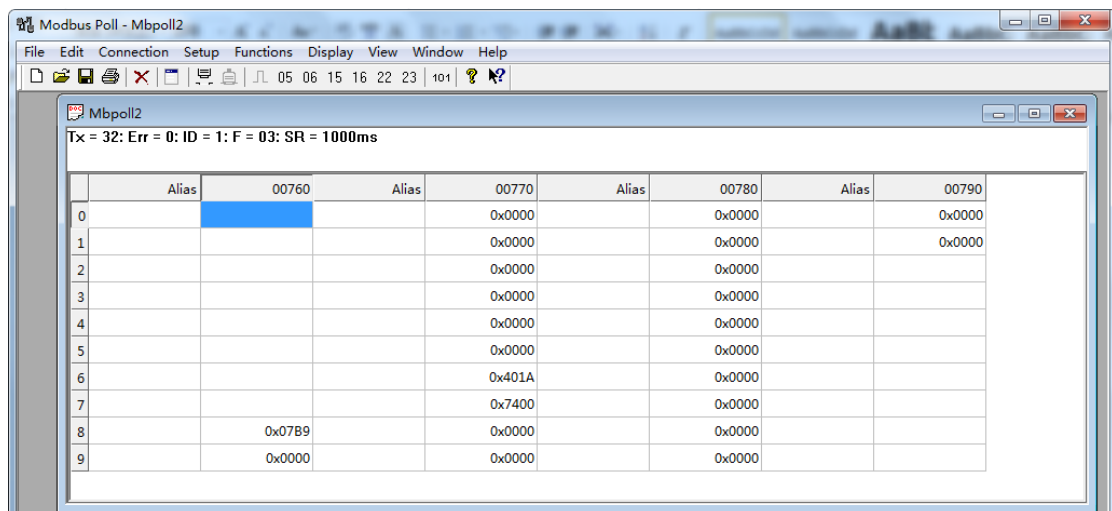 Modbus Poll - Mbpoll2
File Edit Connection Setup Functions Display View Window Help
05 06 15 16 22 23 101
Mbpoll2
Tx = 32: Err = 0: ID = 1: F = 03: SR = 1000ms
Alias 00760 Alias 00770 Alias 00780 Alias 00790
0 0x0000 0x0000 0x0000
1 0x0000 0x0000 0x0000
2 0x0000 0x0000
3 0x0000 0x0000
4 0x0000 0x0000
5 0x0000 0x0000
6 0x401A 0x0000
7 0x7400 0x0000
8 0x07B9 0x0000 0x0000
9 0x0000 0x0000 0x0000